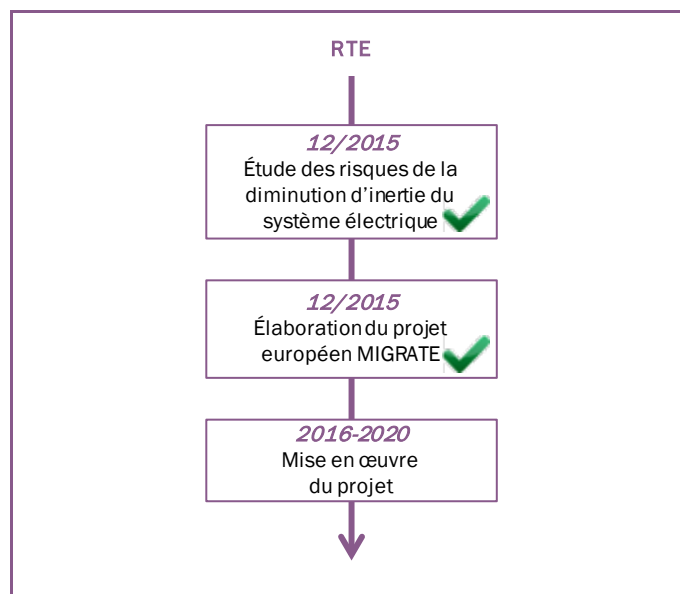 RTE
12/2015
Étude des risques de la
diminution d'inertie du
système électrique
12/2015
Élaboration du projet
européen MIGRATE
2016-2020
Mise en œuvre
du projet